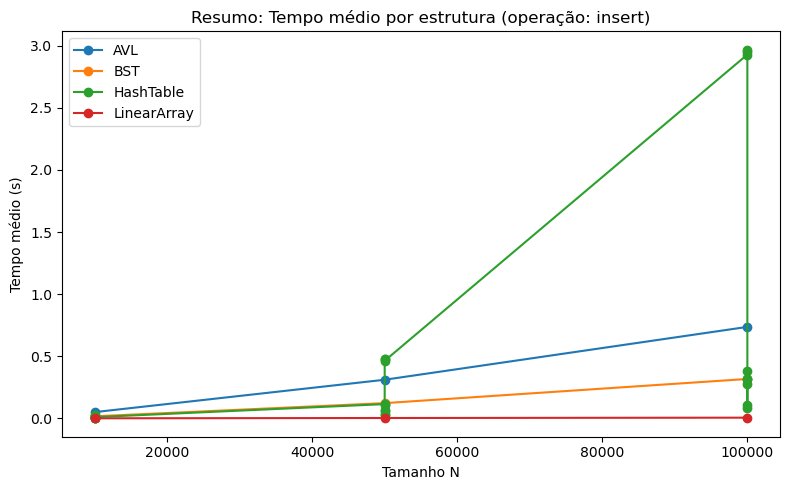 Resumo: Tempo médio por estrutura (operação: insert)
AVL
BST
HashTable
LinearArray
Tempo médio (s)
3.0
2.5
2.0
1.5
1.0
0.5
0.0
20000 40000 60000 80000 100000
Tamanho N